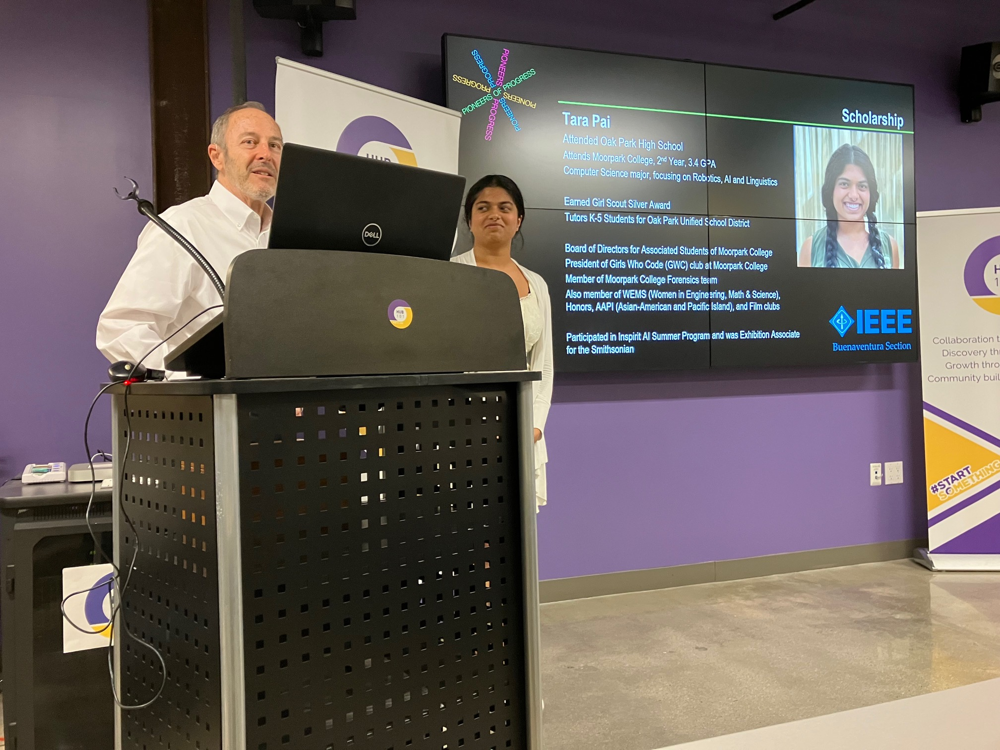 PIONEERS OF PROGRESS
PIONEERS PROGRESS
PIONEERS PROGRESS
PIONEERS PROGRESS
Scholarship
Tara Pai
Attended Oak Park High School
Attends Moorpark College, 2nd Year, 3.4 GPA
Computer Science major, focusing on Robotics, AI and Linguistics
Earned Girl Scout Silver Award
Tutors K-5 Students for Oak Park Unified School District
Board of Directors for Associated Students of Moorpark College
President of Girls Who Code (GWC) club at Moorpark College
Member of Moorpark College Forensics team
Also member of WEMS (Women in Engineering, Math & Science),
Honors, AAPI (Asian-American and Pacific Island), and Film clubs
Participated in Inspirit AI Summer Program and was Exhibition Associate
for the Smithsonian
IEEE
Buenaventura Section
HUB
DELL
HUB
101
Collaboration
Discovery
Growth
Community
#START
SOMETHING